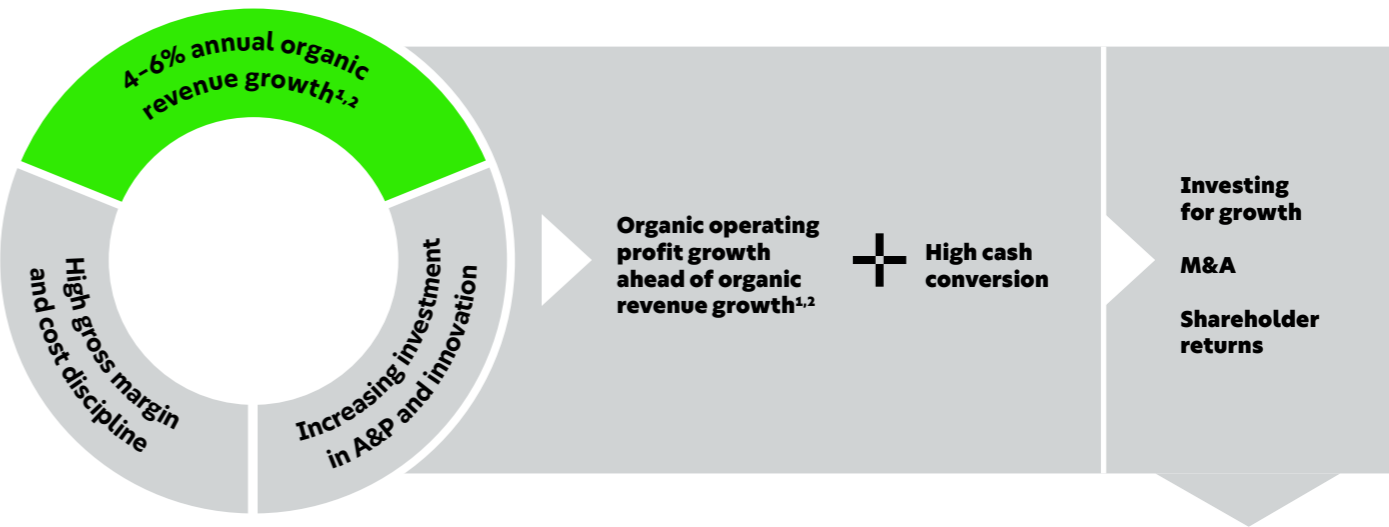 4-6% annual organic
revenue growth¹,²
High gross margin
and cost discipline
Increasing investment
in A&P and innovation
Organic operating
profit growth
ahead of organic
revenue growth¹,²
High cash
conversion
Investing
for growth
M&A
Shareholder
returns